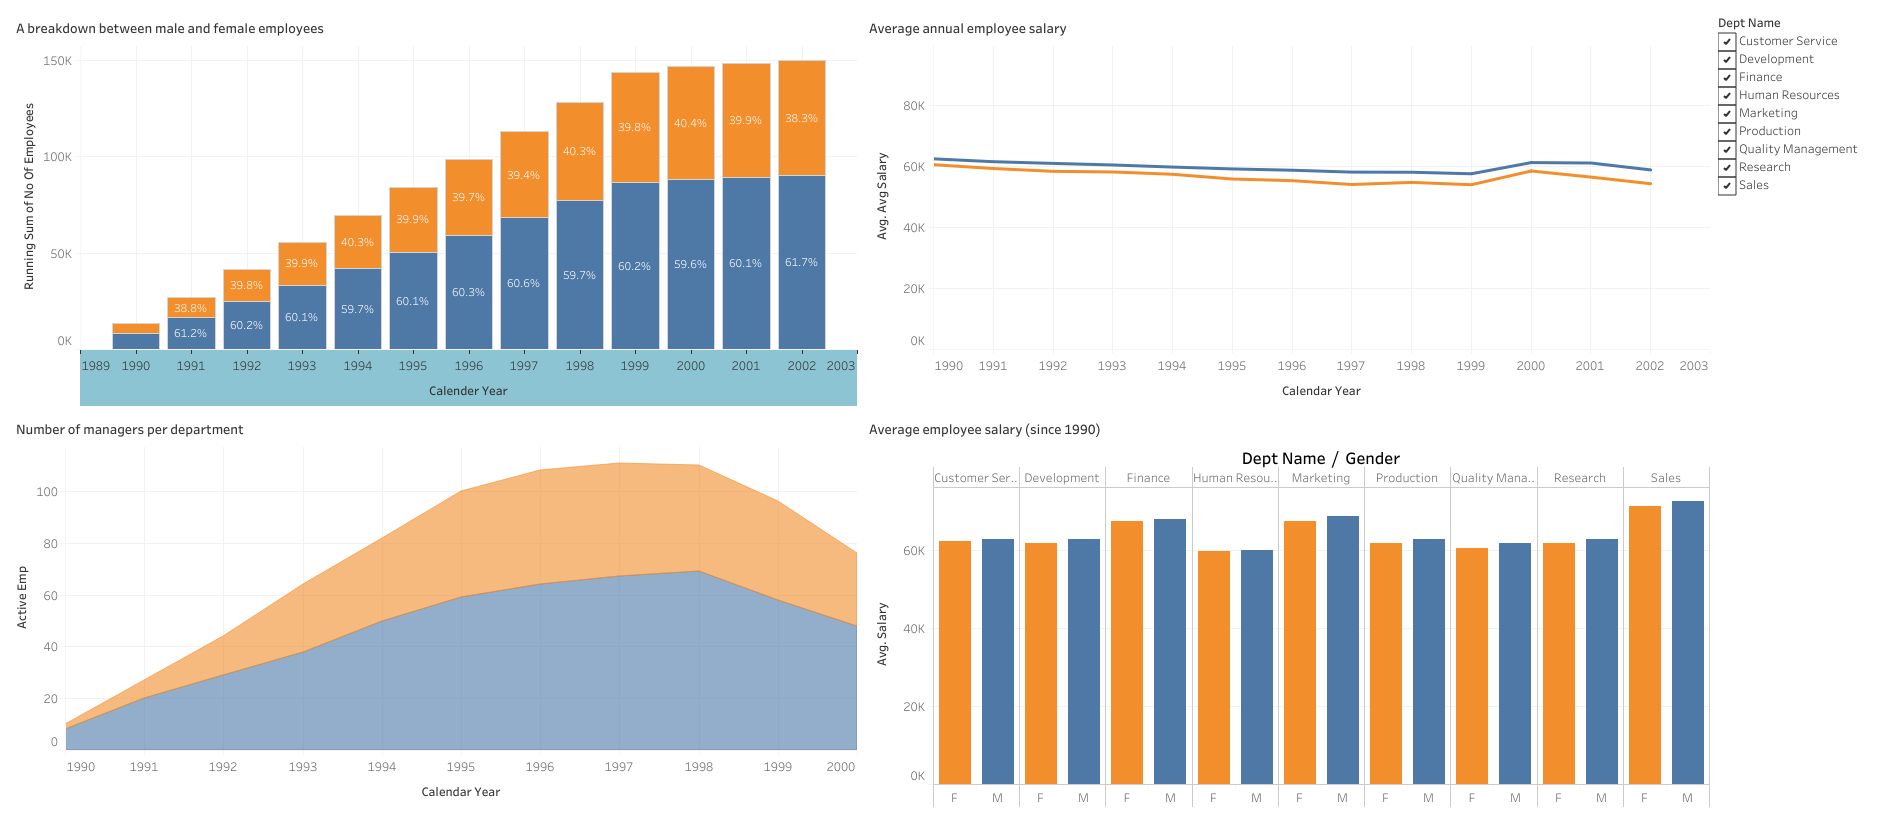 A breakdown between male and female employees
Running Sum of No Of Employees
150K
100K
50K
0K
38.8%
61.2%
39.8%
60.2%
39.9%
60.1%
40.3%
59.7%
39.9%
60.1%
39.7%
60.3%
39.4%
60.6%
40.3%
59.7%
39.8%
60.2%
40.4%
59.6%
39.9%
60.1%
38.3%
61.7%
1989 1990 1991 1992 1993 1994 1995 1996 1997 1998 1999 2000 2001 2002 2003
Calender Year
Average annual employee salary
Avg. Avg Salary
80K
60K
40K
20K
0K
1990 1991 1992 1993 1994 1995 1996 1997 1998 1999 2000 2001 2002 2003
Calendar Year
Dept Name
Customer Service
Development
Finance
Human Resources
Marketing
Production
Quality Management
Research
Sales
Number of managers per department
Active Emp
100
80
60
40
20
0
1990 1991 1992 1993 1994 1995 1996 1997 1998 1999 2000
Calendar Year
Average employee salary (since 1990)
Dept Name / Gender
Customer Ser.. Development Finance Human Resou.. Marketing Production Quality Mana.. Research Sales
Avg. Salary
60K
40K
20K
0K
F M F M F M F M F M F M F M F M F M